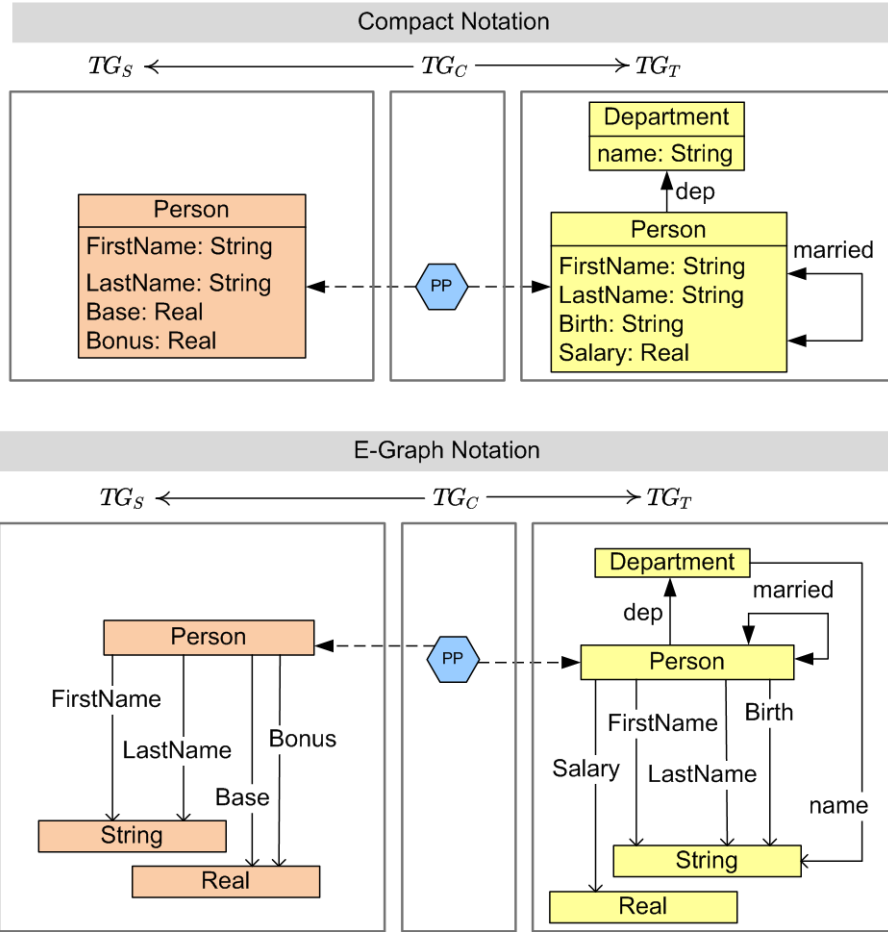 Compact Notation
TG_S TG_C TG_T
Department
name: String
dep
Person
FirstName: String
LastName: String
Base: Real
Bonus: Real
PP
Person
FirstName: String
LastName: String
Birth: String
Salary: Real
married
E-Graph Notation
TG_S TG_C TG_T
Person
FirstName
LastName
Bonus
Base
String
Real
PP
Department
married
dep
Person
FirstName
Birth
Salary
LastName
name
String
Real